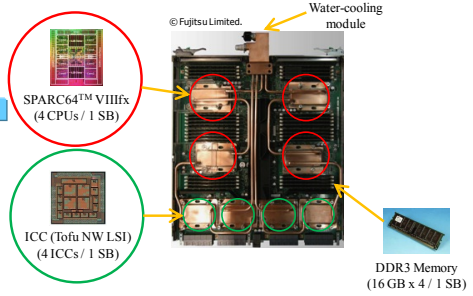 © Fujitsu Limited.
Water-cooling
module
SPARC64™ VIIIfx
(4 CPUs / 1 SB)
ICC (Tofu NW LSI)
(4 ICCs / 1 SB)
DDR3 Memory
(16 GB x 4 / 1 SB)